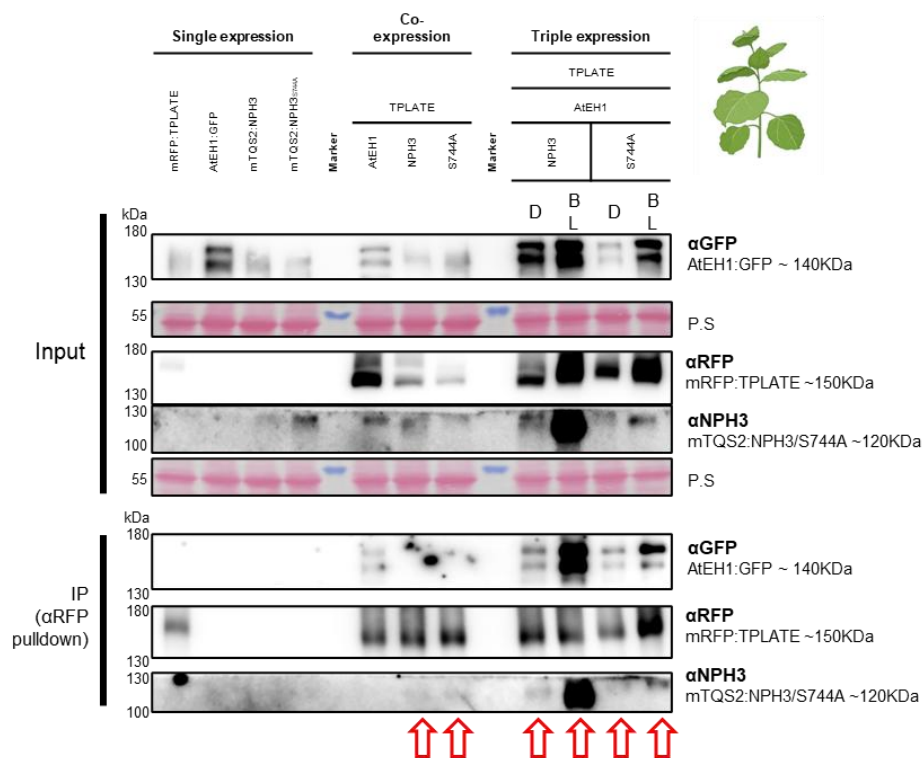 Single expression
Co-
expression
Triple expression
TPLATE
TPLATE
AtEH1
mRFP:TPLATE
AtEH1:GFP
mTQS2:NPH3
mTQS2:NPH3S744A
Marker
AtEH1
NPH3
S744A
Marker
NPH3
S744A
D
B
L
D
B
L
kDa
180
130
αGFP
AtEH1:GFP ~ 140KDa
55
P.S
Input
180
130
αRFP
mRFP:TPLATE ~150KDa
130
100
αNPH3
mTQS2:NPH3/S744A ~120KDa
55
P.S
kDa
180
130
αGFP
AtEH1:GFP ~ 140KDa
IP
(αRFP
pulldown)
180
130
αRFP
mRFP:TPLATE ~150KDa
130
100
αNPH3
mTQS2:NPH3/S744A ~120KDa